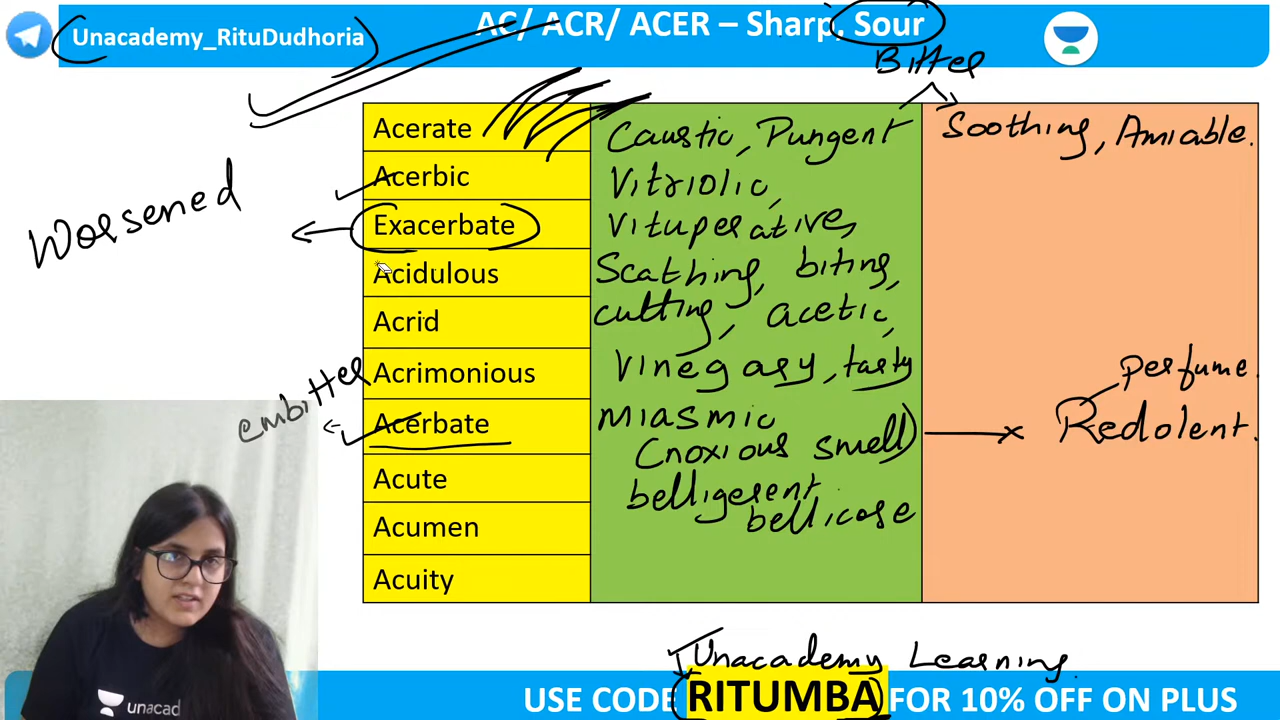 Unacademy_RituDudhoria
AC/ ACR/ ACER – Sharp, Sour
Bitter
Acerate
Caustic, Pungent
Soothing, Amiable.
Acerbic
Vitriolic,
Worsened
Exacerbate
Vituperative,
Acidulous
Scathing, biting,
Acrid
cutting, acetic,
Acrimonious
Vinegary, tasty
perfume.
embitter
Acerbate
miasmic
(noxious smell)
Redolent.
Acute
belligerent
bellicose
Acumen
Acuity
unacad
Unacademy Learning.
USE CODE RITUMBA FOR 10% OFF ON PLUS